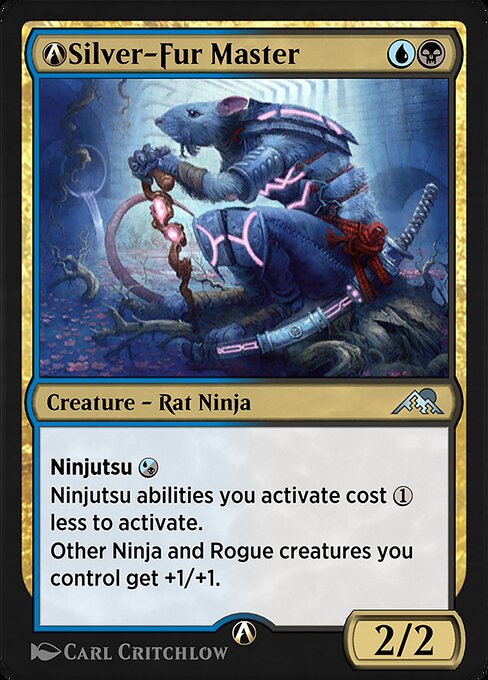 Silver-Fur Master
Creature – Rat Ninja
Ninjutsu
Ninjutsu abilities you activate cost 1
less to activate.
Other Ninja and Rogue creatures you
control get +1/+1.
2/2
Carl Critchlow